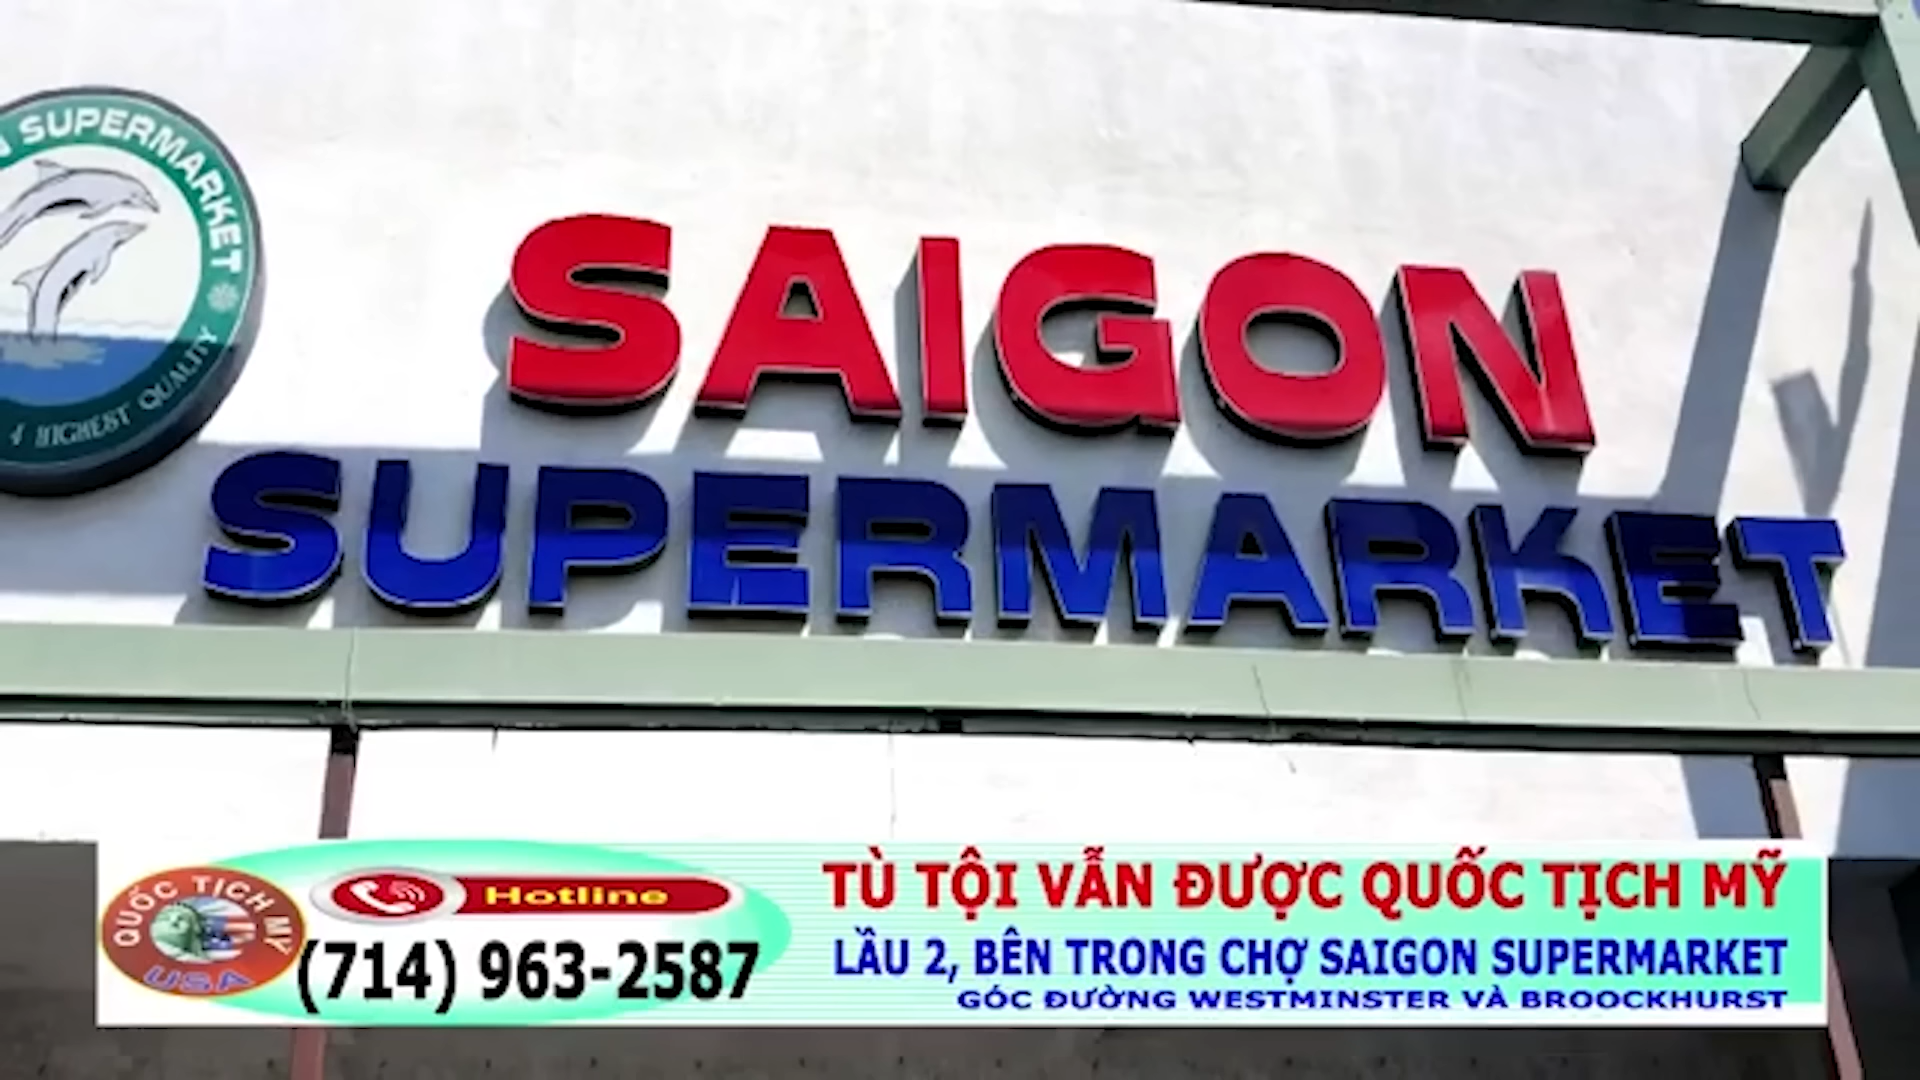 N SUPERMARKET
4 HIGHEST QUALITY
SAIGON
SUPERMARKET
QUỐC TỊCH MỸ
USA
Hotline
(714) 963-2587
TÙ TỘI VẪN ĐƯỢC QUỐC TỊCH MỸ
LẦU 2, BÊN TRONG CHỢ SAIGON SUPERMARKET
GÓC ĐƯỜNG WESTMINSTER VÀ BROOCKHURST